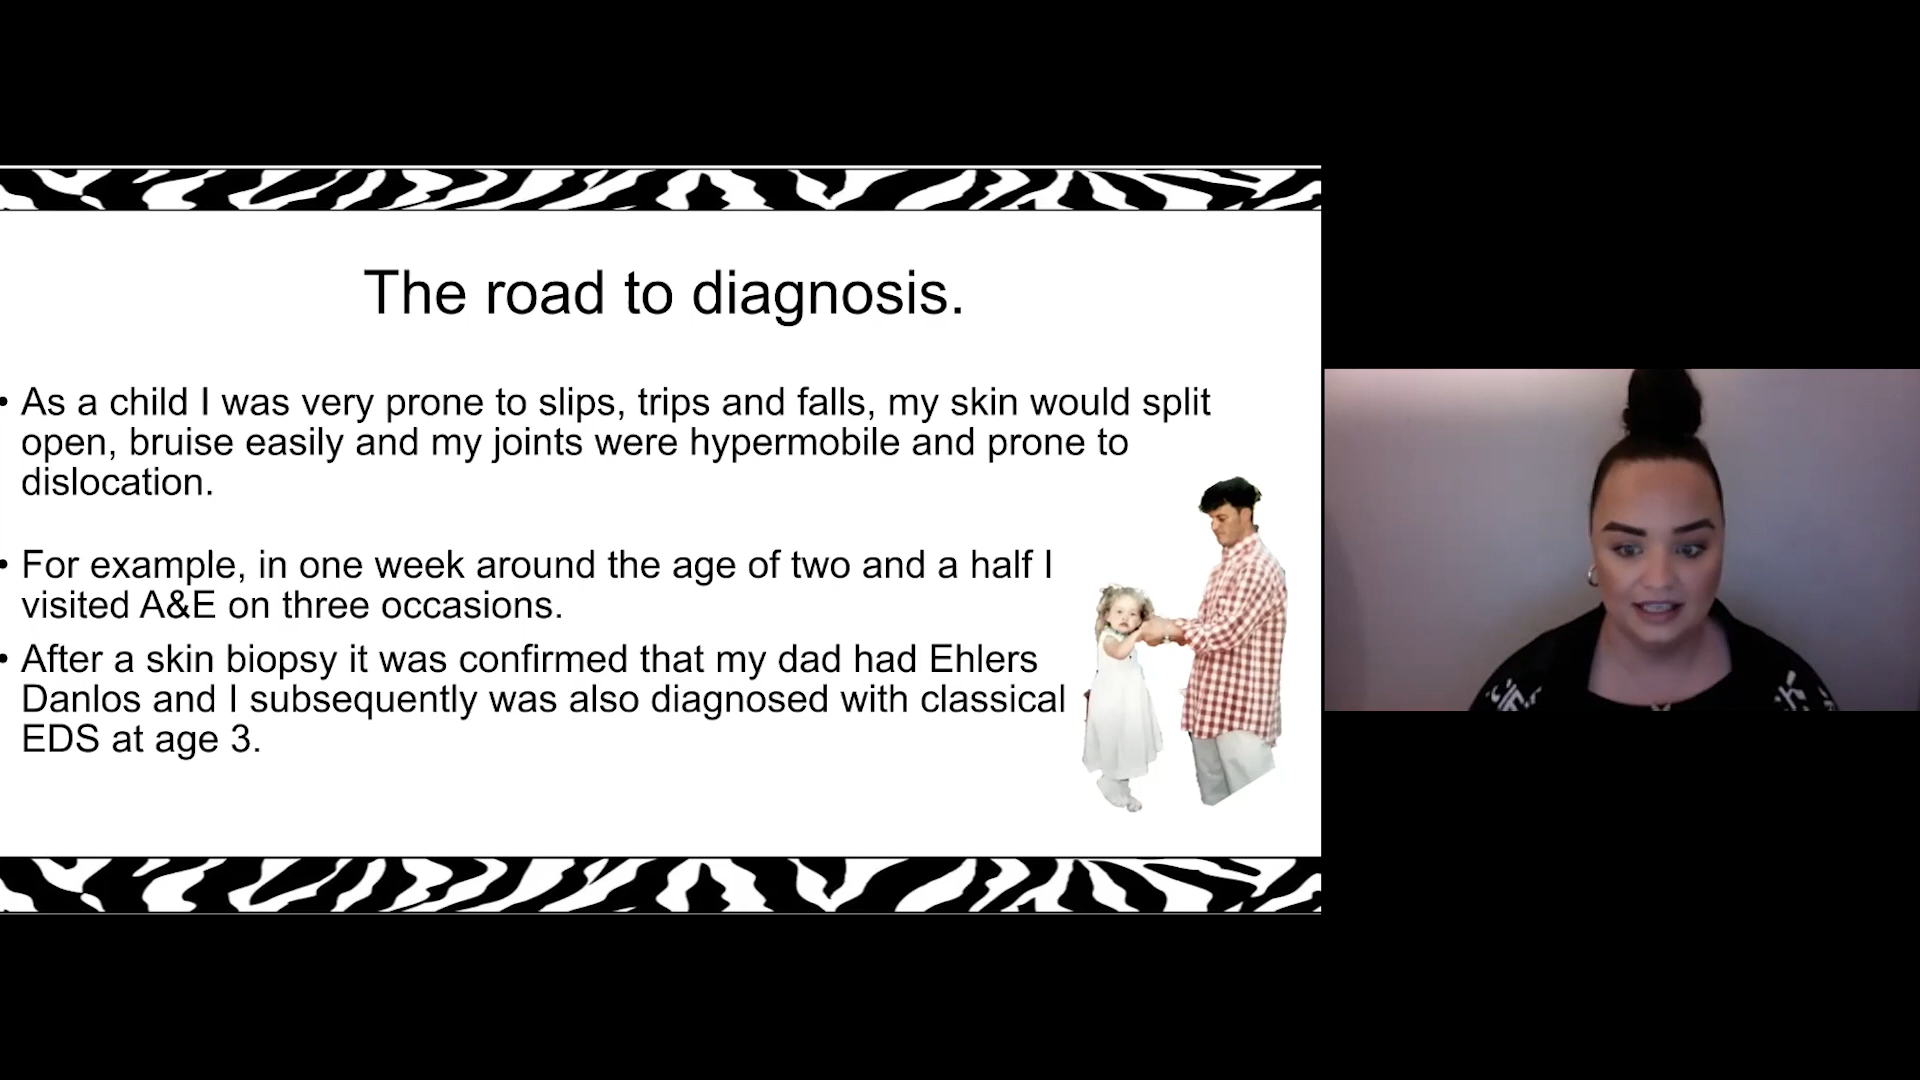 The road to diagnosis.
• As a child I was very prone to slips, trips and falls, my skin would split
open, bruise easily and my joints were hypermobile and prone to
dislocation.
• For example, in one week around the age of two and a half I
visited A&E on three occasions.
• After a skin biopsy it was confirmed that my dad had Ehlers
Danlos and I subsequently was also diagnosed with classical
EDS at age 3.